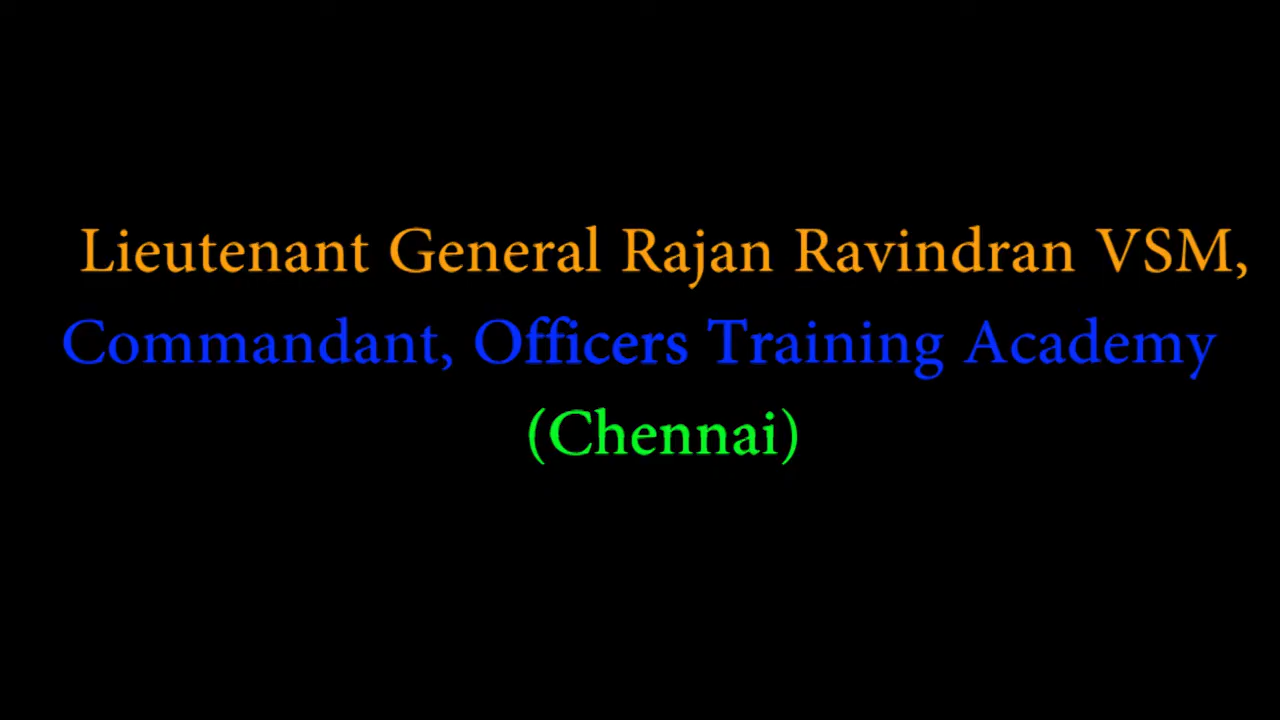 Lieutenant General Rajan Ravindran VSM,
Commandant, Officers Training Academy
(Chennai)